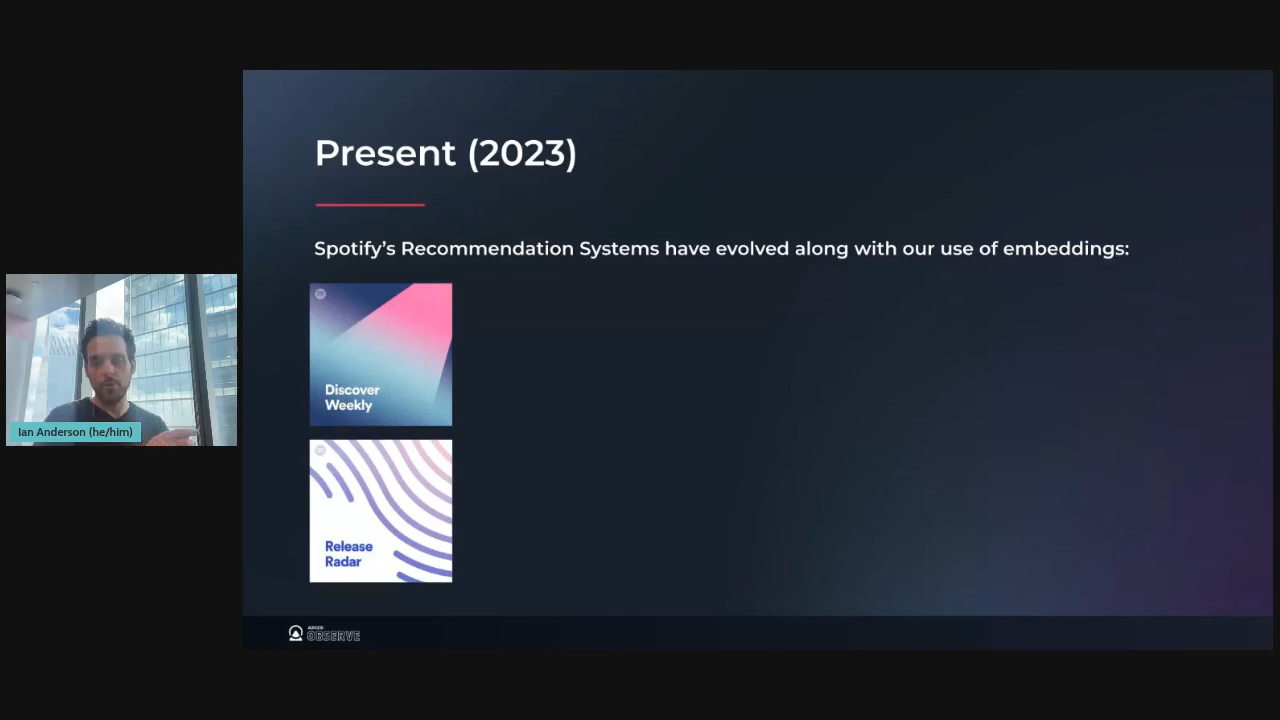 Present (2023)
Spotify's Recommendation Systems have evolved along with our use of embeddings:
Discover
Weekly
Release
Radar
Ian Anderson (he/him)
ARIZE:
OBSERVE